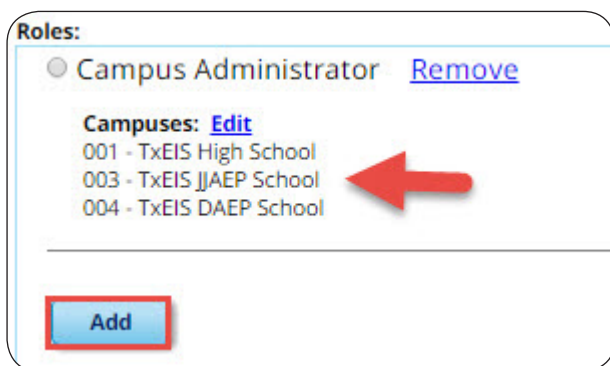 Roles:
Campus Administrator Remove
Campuses: Edit
001 - TxEIS High School
003 - TxEIS JJAEP School
004 - TxEIS DAEP School
Add